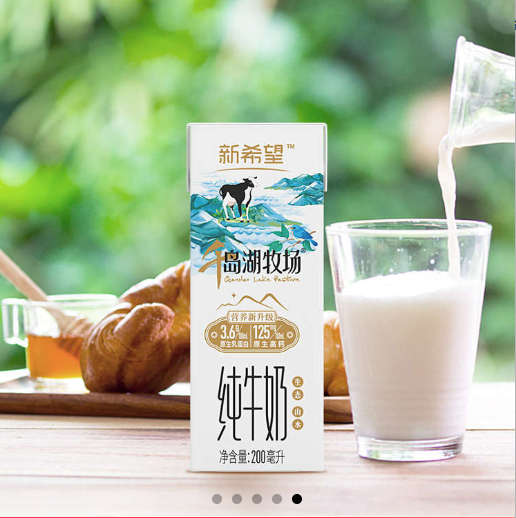 新希望™
千岛湖牧场®
Qiandao Lake Pasture
营养新升级
3.6g/100mL 125mg/100mL
原生乳蛋白 原生高钙
纯牛奶
生态山水
净含量:200毫升